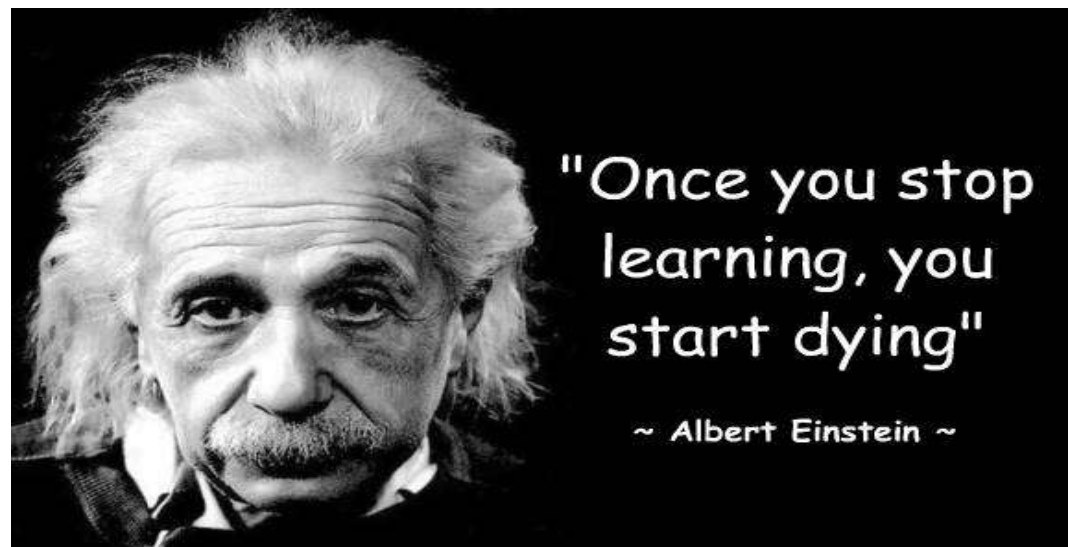 "Once you stop
learning, you
start dying"
~ Albert Einstein ~